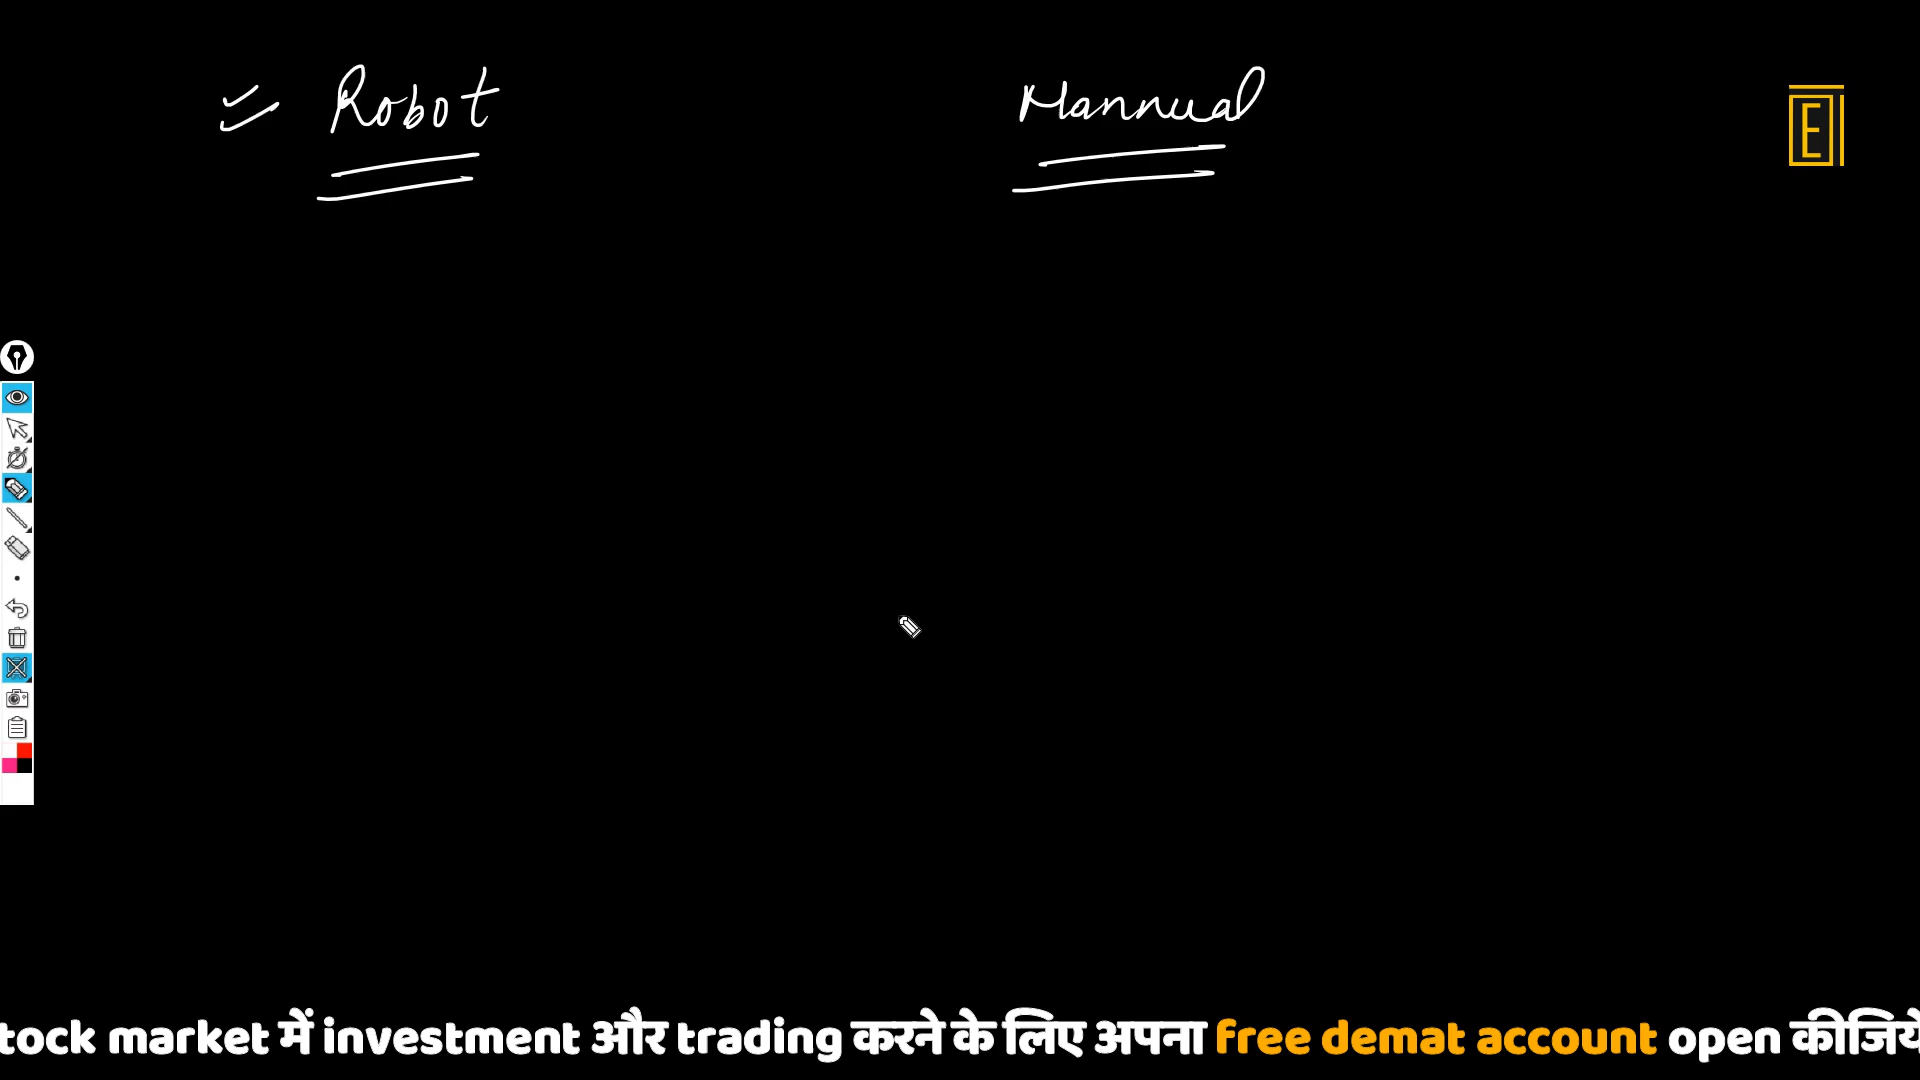 Robot Mannual
E
tock market में investment और trading करने के लिए अपना free demat account open कीजिये